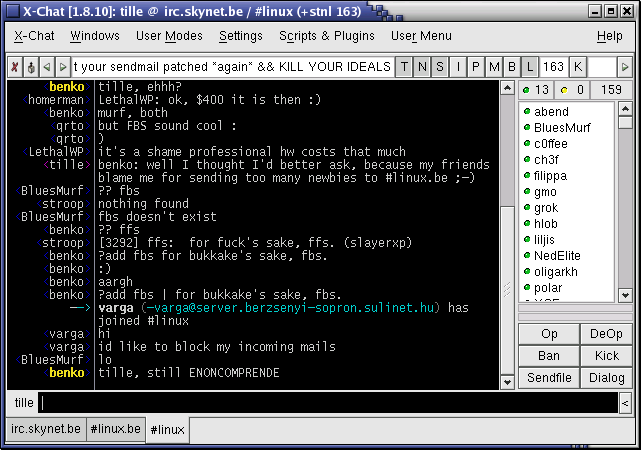 X-Chat [1.8.10]: tille @ irc.skynet.be / #linux (+stnl 163)
X-Chat Windows User Modes Settings Scripts & Plugins User Menu Help
t your sendmail patched *again* && KILL YOUR IDEALS T N S I P M B L 163 K
13 0 159
benko> tille, ehhh?
<homerman> LethalWP: ok, $400 it is then :)
<benko> murf, both
<qrto> but FBS sound cool :
qrto> )
<LethalWP> it's a shame professional hw costs that much
<tille> benko: well I thought I'd better ask, because my friends
blame me for sending too many newbies to #linux.be ;-)
<BluesMurf> ?? fbs
<stroop> nothing found
<BluesMurf> fbs doesn't exist
benko> ?? ffs
<stroop [3292] ffs:  for fuck's sake, ffs. (slayerxp)
benko> ?add fbs for bukkake's sake, fbs.
<benko> :)
benko> aargh
<benko> ?add fbs | for bukkake's sake, fbs.
--> varga (~varga@server.berzsenyi-sopron.sulinet.hu) has
joined #linux
varga> hi
<varga id like to block my incoming mails
BluesMurf> lo
<benko> tille, still ENONCOMPRENDE
abend
BluesMurf
c0ffee
ch3f
filippa
gmo
grok
hlob
liljis
NedElite
oligarkh
polar
Op DeOp
Ban Kick
Sendfile Dialog
tille <
irc.skynet.be #linux.be #linux